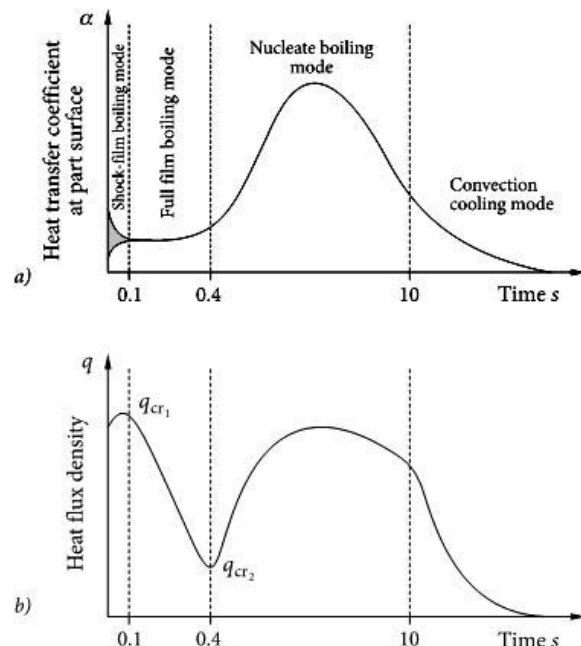 α
Heat transfer coefficient
at part surface
Shock-film boiling mode
Full film boiling mode
Nucleate boiling
mode
Convection
cooling mode
a)
0.1
0.4
10
Time s
q
Heat flux density
qcr1
qcr2
b)
0.1
0.4
10
Time s